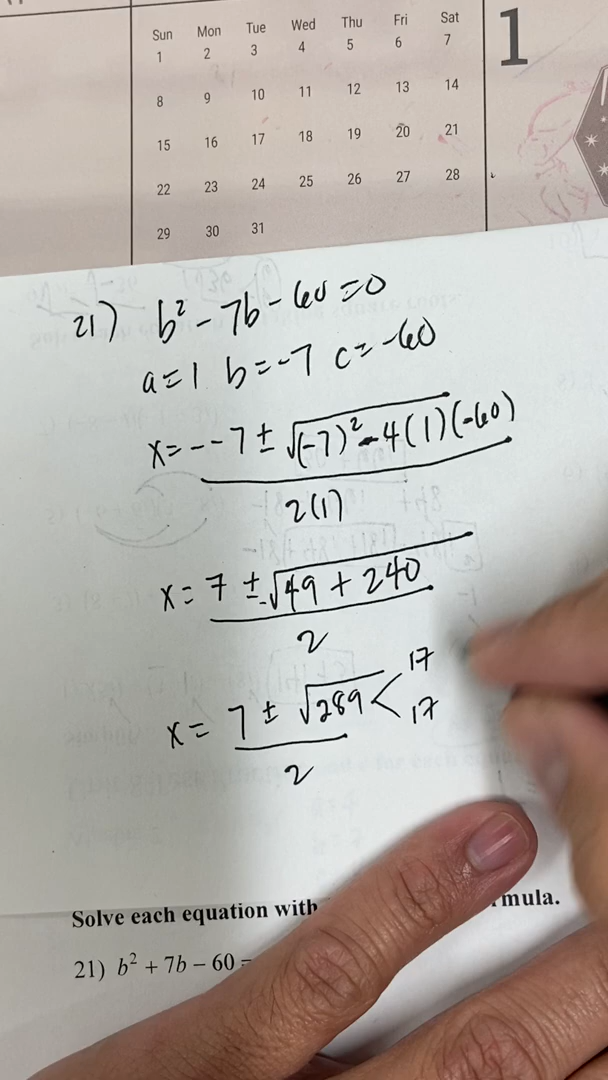 Sun Mon Tue Wed Thu Fri Sat
1 2 3 4 5 6 7
1
8 9 10 11 12 13 14
15 16 17 18 19 20 21
22 23 24 25 26 27 28
29 30 31
21) b² - 7b - 60 = 0
a = 1 b = -7 c = -60
x = - -7 ± √(-7)² - 4(1)(-60)
2(1)
x = 7 ± √49 + 240
2
x = 7 ± √289 < 17
17
2
Solve each equation with mula.
21) b² + 7b – 60 =